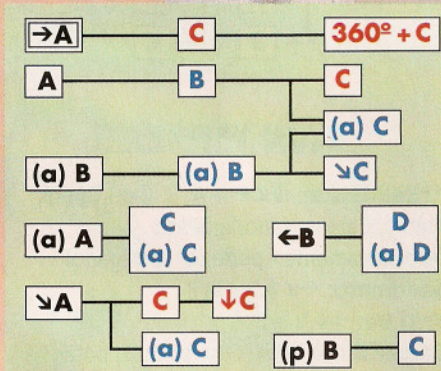 →A C 360º + C
A B C
(a) C
(a) B (a) B ↘C
(a) A C ←B D
(a) C (a) D
↘A C ↓C
(a) C (p) B C